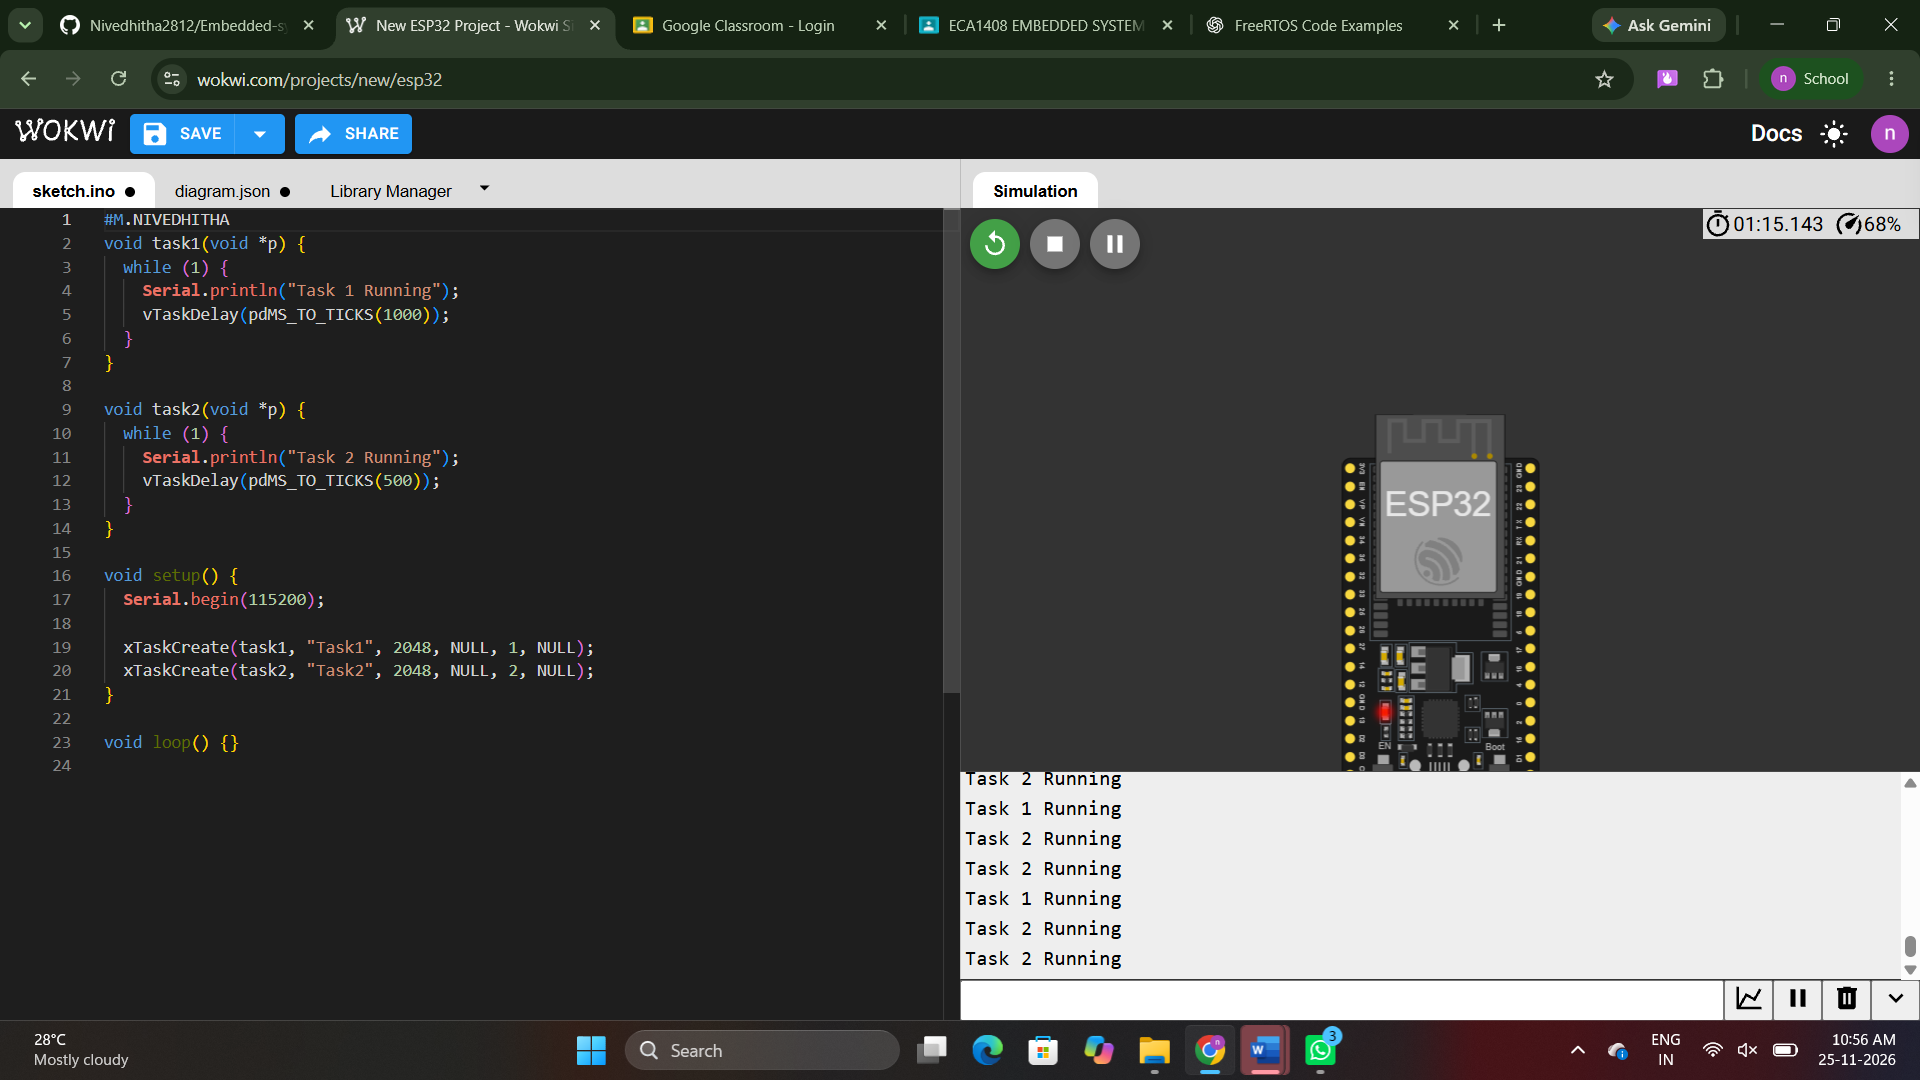 Nivedhitha2812/Embedded-sy
New ESP32 Project - Wokwi Si
Google Classroom - Login
ECA1408 EMBEDDED SYSTEM
FreeRTOS Code Examples
Ask Gemini
wokwi.com/projects/new/esp32
n
School
WOKWi
SAVE
SHARE
Docs
n
sketch.ino
diagram.json
Library Manager
Simulation
01:15.143
68%
1 #M.NIVEDHITHA
2 void task1(void *p) {
3 while (1) {
4 Serial.println("Task 1 Running");
5 vTaskDelay(pdMS_TO_TICKS(1000));
6 }
7 }
8
9 void task2(void *p) {
10 while (1) {
11 Serial.println("Task 2 Running");
12 vTaskDelay(pdMS_TO_TICKS(500));
13 }
14 }
15
16 void setup() {
17 Serial.begin(115200);
18
19 xTaskCreate(task1, "Task1", 2048, NULL, 1, NULL);
20 xTaskCreate(task2, "Task2", 2048, NULL, 2, NULL);
21 }
22
23 void loop() {}
24
ESP32
EN
Boot
Task 2 Running
Task 1 Running
Task 2 Running
Task 2 Running
Task 1 Running
Task 2 Running
Task 2 Running
28°C
Mostly cloudy
Search
3
ENG
IN
10:56 AM
25-11-2026